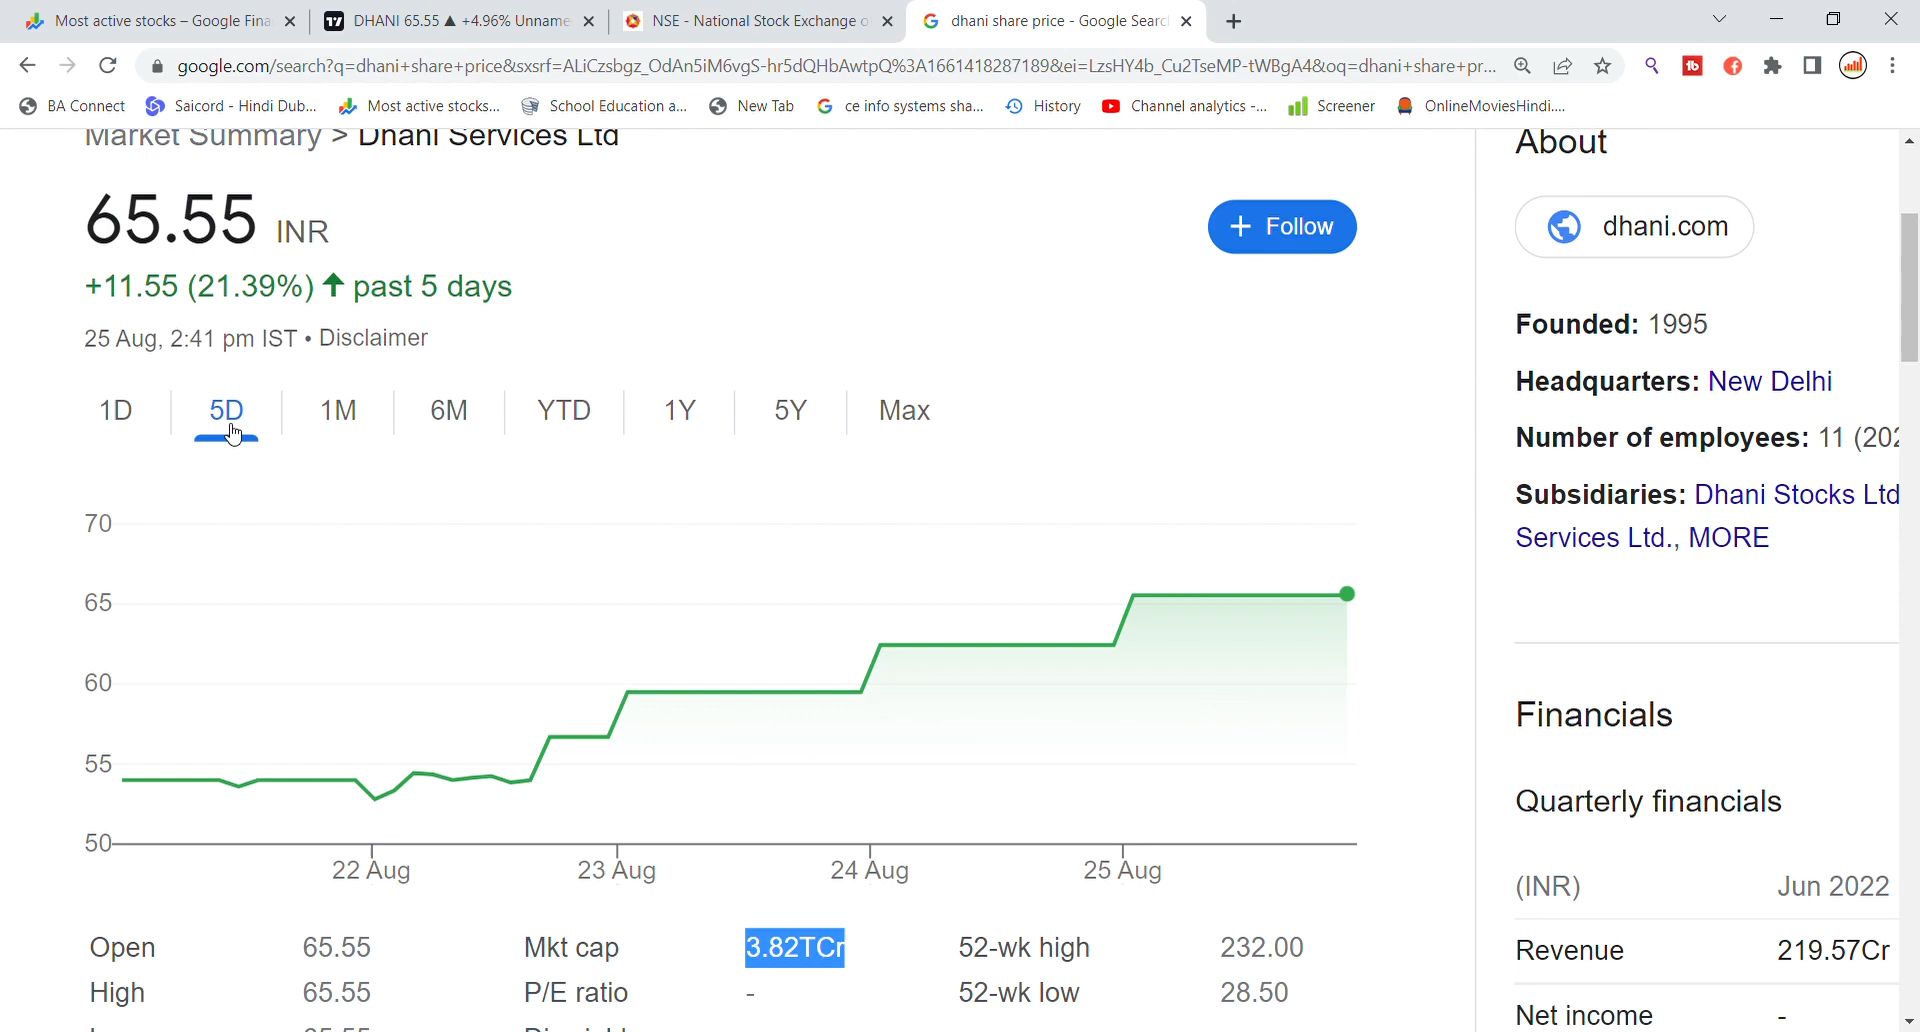 Most active stocks – Google Fina
DHANI 65.55 ▲ +4.96% Unname
NSE - National Stock Exchange o
dhani share price - Google Search
google.com/search?q=dhani+share+price&sxsrf=ALiCzsbgz_OdAn5iM6vgS-hr5dQHbAwtpQ%3A1661418287189&ei=LzsHY4b_Cu2TseMP-tWBgA4&oq=dhani+share+pr...
BA Connect
Saicord - Hindi Dub...
Most active stocks...
School Education a...
New Tab
ce info systems sha...
History
Channel analytics -...
Screener
OnlineMoviesHindi....
Market Summary > Dhani Services Ltd
65.55 INR
+ Follow
+11.55 (21.39%) ↑ past 5 days
25 Aug, 2:41 pm IST • Disclaimer
1D 5D 1M 6M YTD 1Y 5Y Max
70
65
60
55
50
22 Aug 23 Aug 24 Aug 25 Aug
Open 65.55 Mkt cap 3.82TCr 52-wk high 232.00
High 65.55 P/E ratio - 52-wk low 28.50
About
dhani.com
Founded: 1995
Headquarters: New Delhi
Number of employees: 11 (202
Subsidiaries: Dhani Stocks Ltd
Services Ltd., MORE
Financials
Quarterly financials
(INR) Jun 2022
Revenue 219.57Cr
Net income -